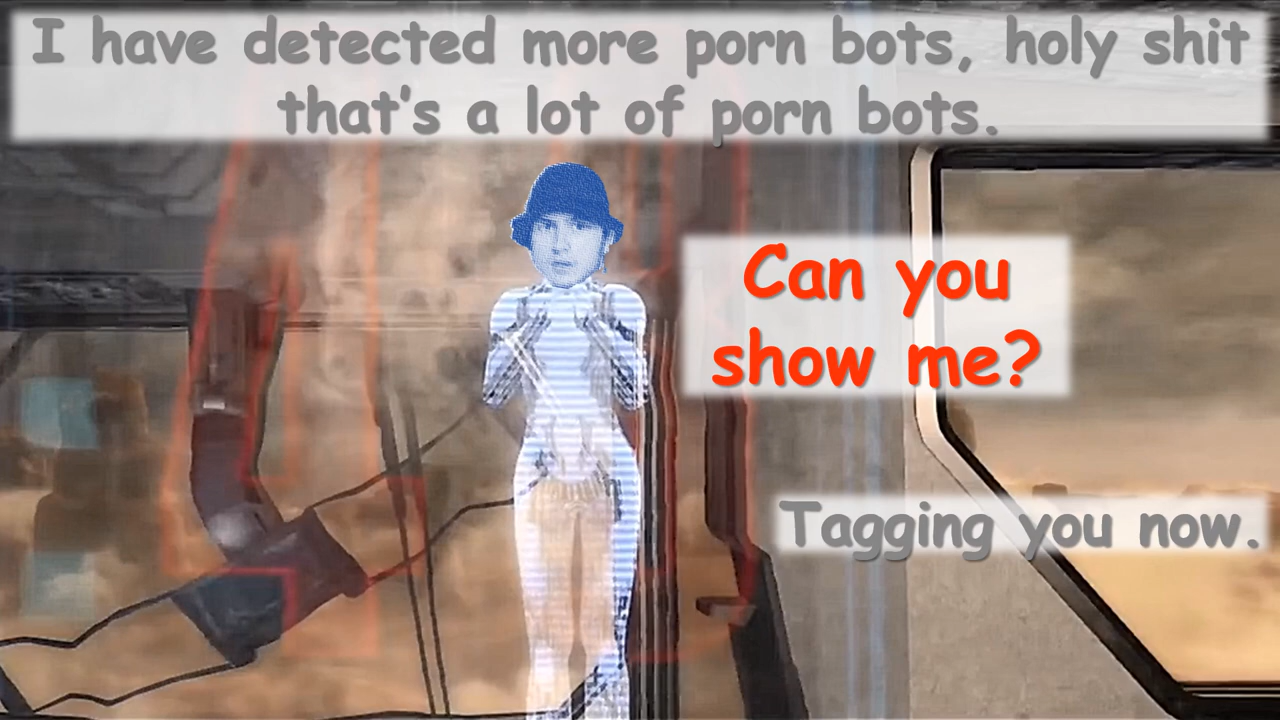 I have detected more porn bots, holy shit
that's a lot of porn bots.
Can you
show me?
Tagging you now.